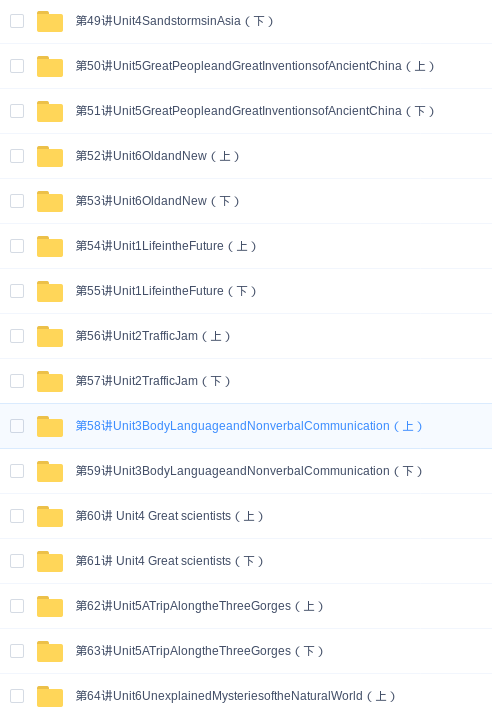 第49讲Unit4SandstormsinAsia（下）
第50讲Unit5GreatPeopleandGreatInventionsofAncientChina（上）
第51讲Unit5GreatPeopleandGreatInventionsofAncientChina（下）
第52讲Unit6OldandNew（上）
第53讲Unit6OldandNew（下）
第54讲Unit1LifeintheFuture（上）
第55讲Unit1LifeintheFuture（下）
第56讲Unit2TrafficJam（上）
第57讲Unit2TrafficJam（下）
第58讲Unit3BodyLanguageandNonverbalCommunication（上）
第59讲Unit3BodyLanguageandNonverbalCommunication（下）
第60讲 Unit4 Great scientists（上）
第61讲 Unit4 Great scientists（下）
第62讲Unit5ATripAlongtheThreeGorges（上）
第63讲Unit5ATripAlongtheThreeGorges（下）
第64讲Unit6UnexplainedMysteriesoftheNaturalWorld（上）